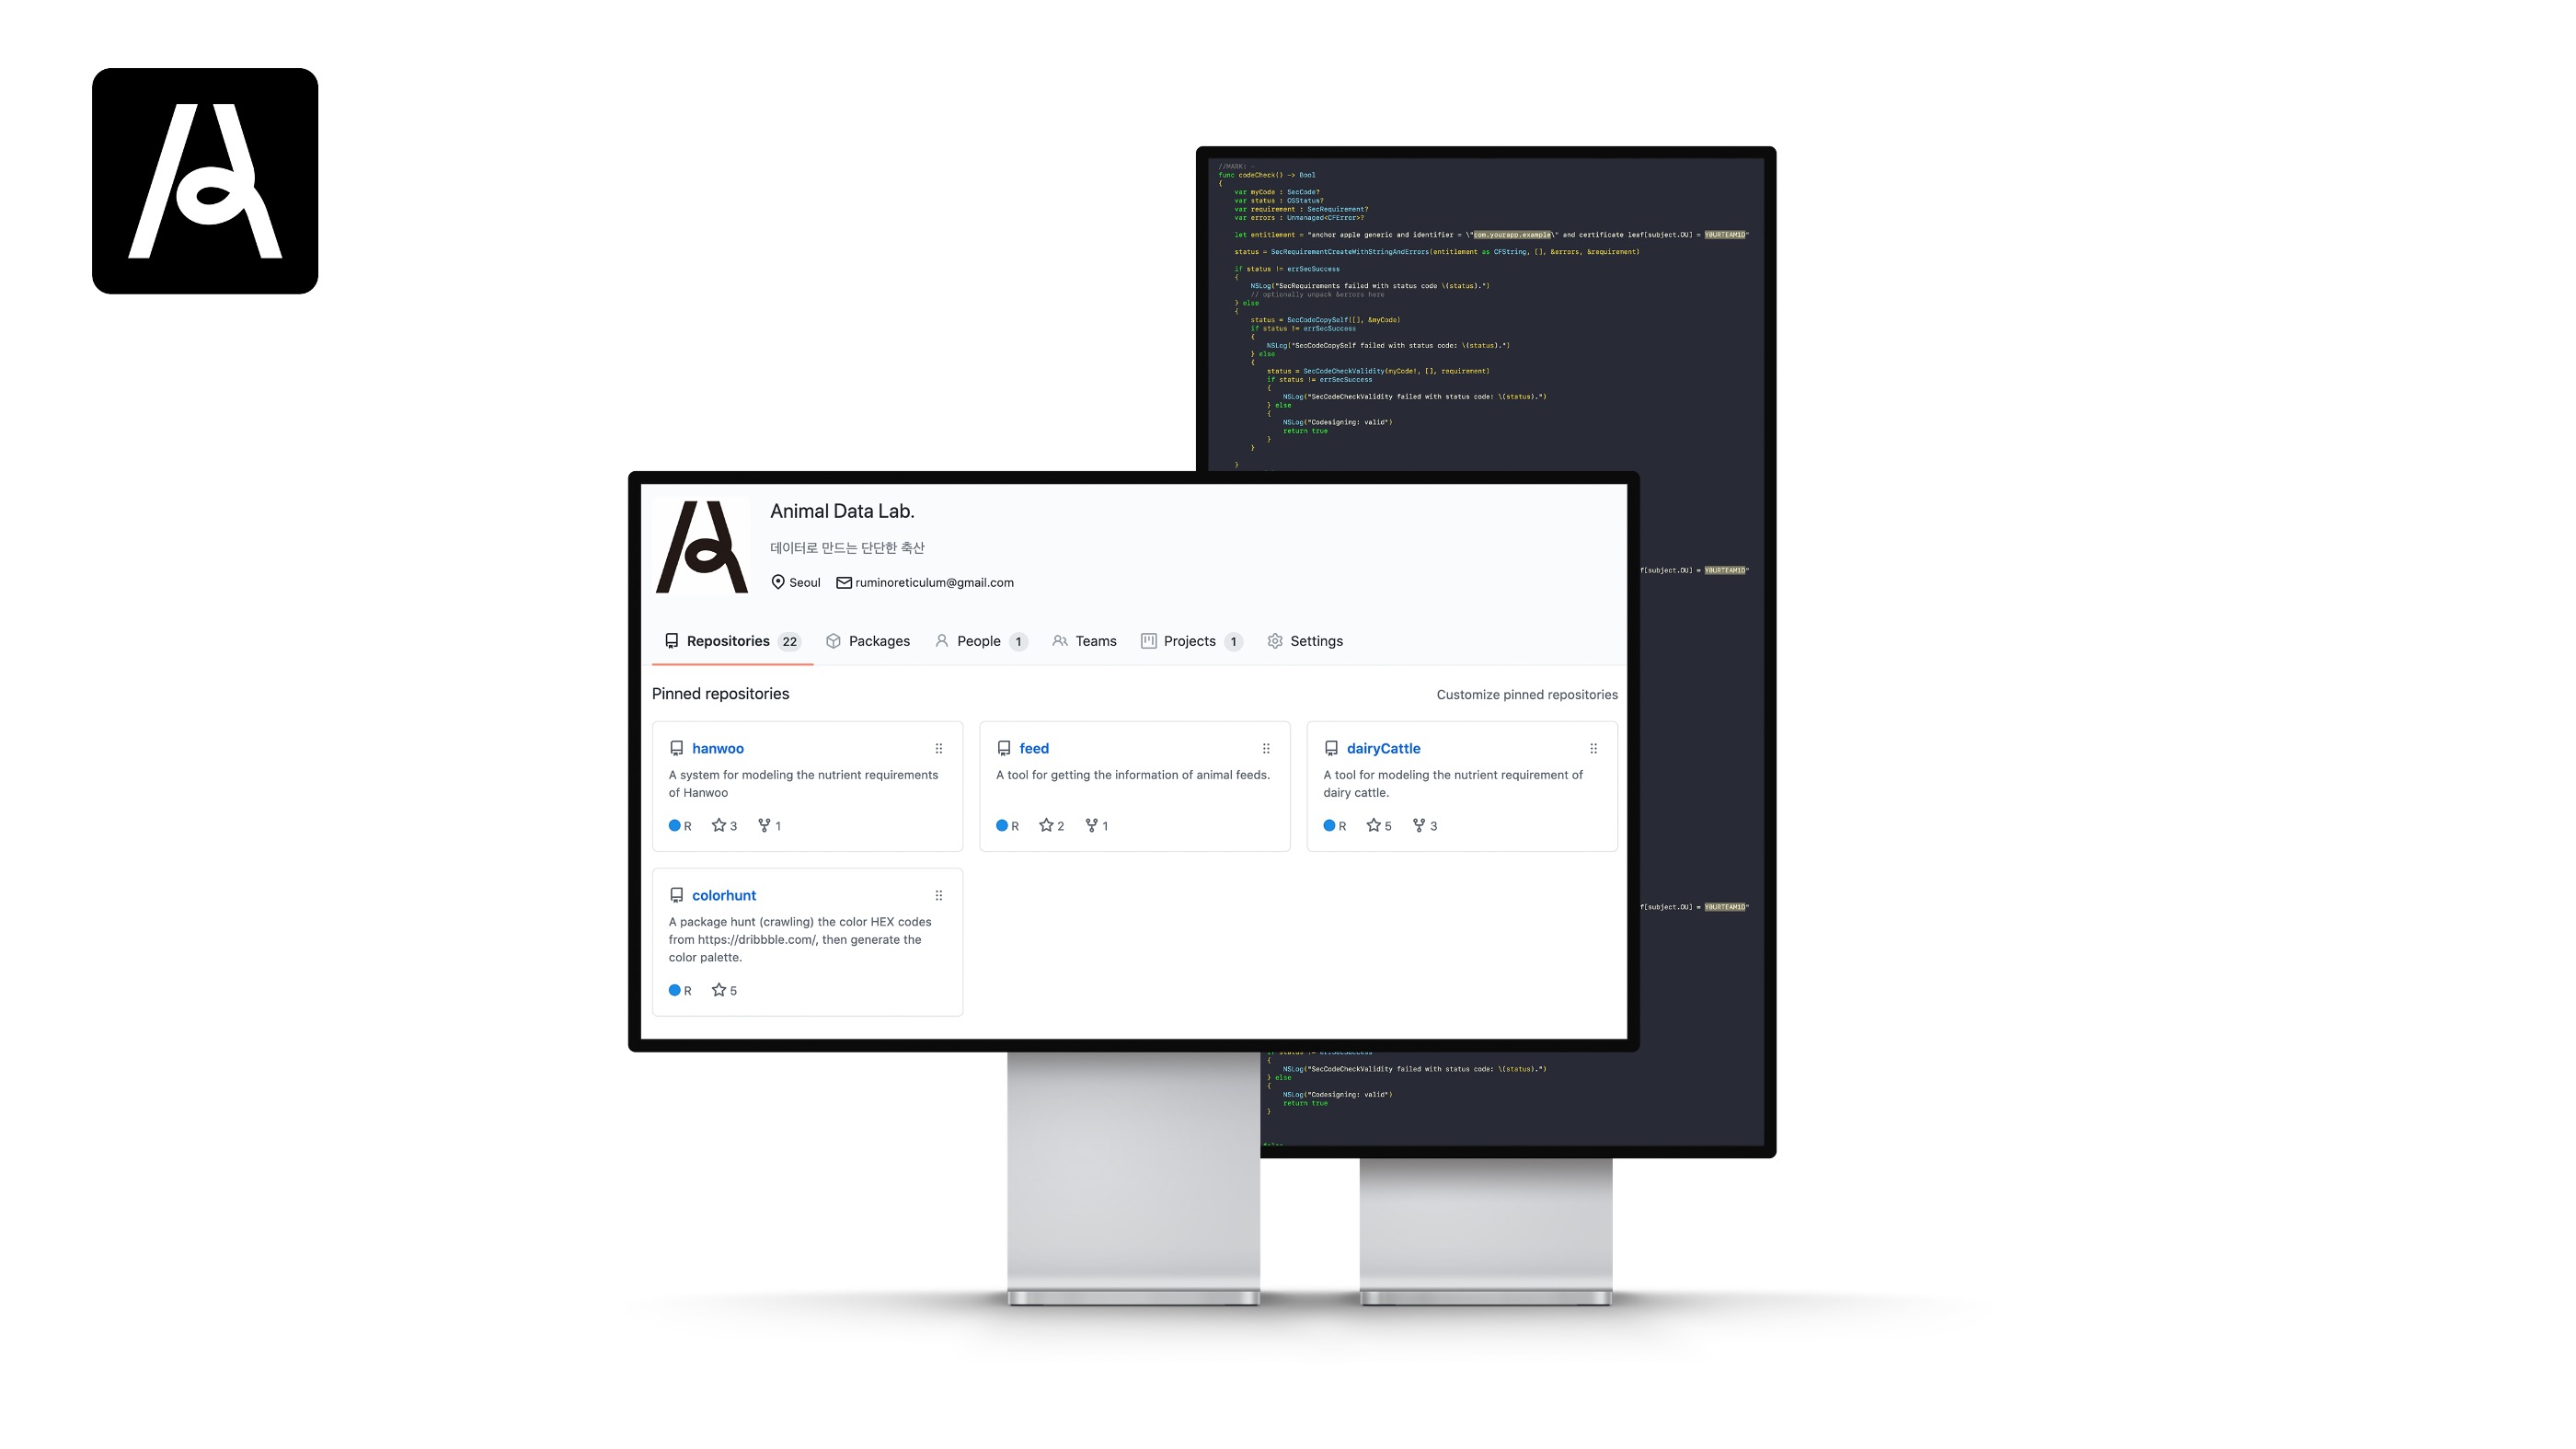 //MARK: -
func codeCheck() -> Bool
{
var myCode : SecCode?
var status : OSStatus?
var requirement : SecRequirement?
var errors : Unmanaged<CFError>?
let entitlement = "anchor apple generic and identifier = \"com.yourapp.example\" and certificate leaf[subject.OU] = Y0URTEAM1D"
status = SecRequirementCreateWithStringAndErrors(entitlement as CFString, [], &errors, &requirement)
if status != errSecSuccess
{
NSLog("SecRequirements failed with status code \(status).")
// optionally unpack &errors here
} else
{
status = SecCodeCopySelf([], &myCode)
if status != errSecSuccess
{
NSLog("SecCodeCopySelf failed with status code: \(status).")
} else
{
status = SecCodeCheckValidity(myCode!, [], requirement)
if status != errSecSuccess
{
NSLog("SecCodeCheckValidity failed with status code: \(status).")
} else
{
NSLog("Codesigning: valid")
return true
}
}
}
Animal Data Lab.
데이터로 만드는 단단한 축산
Seoul ruminoreticulum@gmail.com
Repositories 22 Packages People 1 Teams Projects 1 Settings
Pinned repositories
Customize pinned repositories
hanwoo
A system for modeling the nutrient requirements
of Hanwoo
R 3 1
feed
A tool for getting the information of animal feeds.
R 2 1
dairyCattle
A tool for modeling the nutrient requirement of
dairy cattle.
R 5 3
colorhunt
A package hunt (crawling) the color HEX codes
from https://dribbble.com/, then generate the
color palette.
R 5
f[subject.OU] = Y0URTEAM1D"
f[subject.OU] = Y0URTEAM1D"
if status != errSecSuccess
{
NSLog("SecCodeCheckValidity failed with status code: \(status).")
} else
{
NSLog("Codesigning: valid")
return true
}